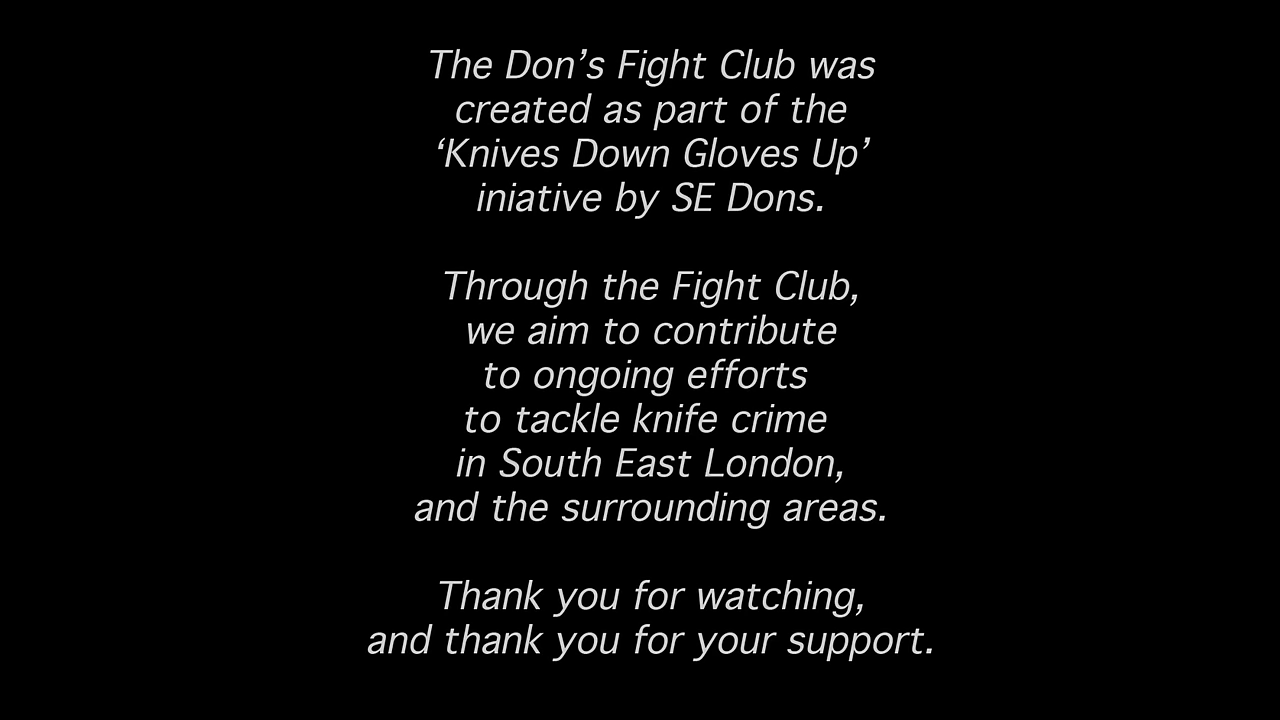 The Don’s Fight Club was
created as part of the
‘Knives Down Gloves Up’
iniative by SE Dons.
Through the Fight Club,
we aim to contribute
to ongoing efforts
to tackle knife crime
in South East London,
and the surrounding areas.
Thank you for watching,
and thank you for your support.